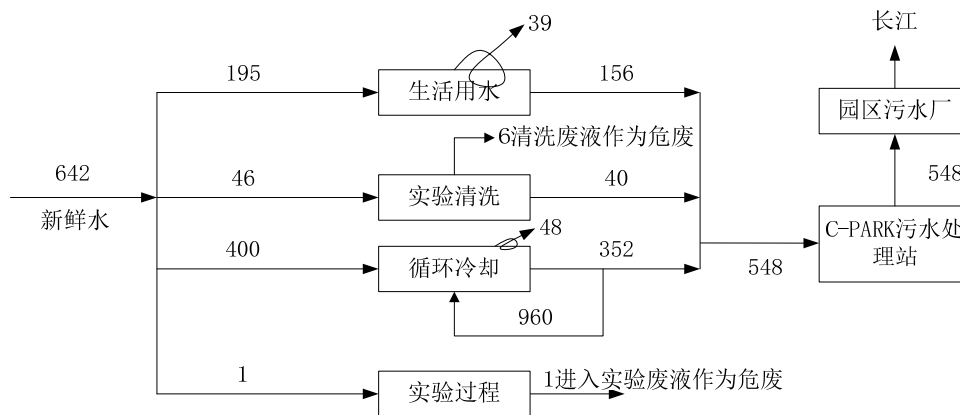 长江
39
195
生活用水
156
园区污水厂
6清洗废液作为危废
642
新鲜水
46
实验清洗
40
548
C-PARK污水处
理站
48
400
循环冷却
352
548
960
1
实验过程
1进入实验废液作为危废